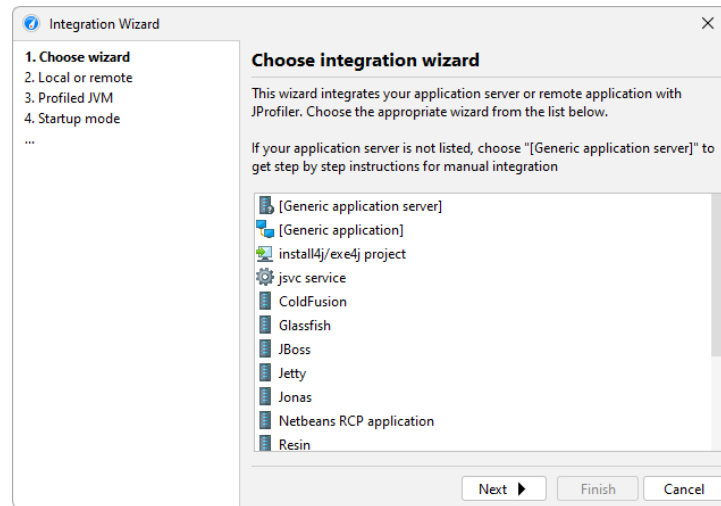 Integration Wizard
1. Choose wizard
2. Local or remote
3. Profiled JVM
4. Startup mode
...
Choose integration wizard
This wizard integrates your application server or remote application with
JProfiler. Choose the appropriate wizard from the list below.
If your application server is not listed, choose "[Generic application server]" to
get step by step instructions for manual integration
[Generic application server]
[Generic application]
install4j/exe4j project
jsvc service
ColdFusion
Glassfish
JBoss
Jetty
Jonas
Netbeans RCP application
Resin
Next
Finish
Cancel